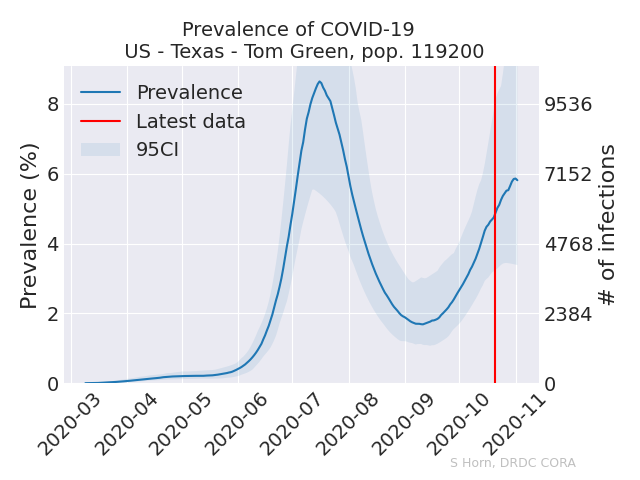 Prevalence of COVID-19
US - Texas - Tom Green, pop. 119200
Prevalence
Latest data
95CI
Prevalence (%)
8
6
4
2
0
9536
7152
4768
2384
0
# of infections
2020-03
2020-04
2020-05
2020-06
2020-07
2020-08
2020-09
2020-10
2020-11
S Horn, DRDC CORA